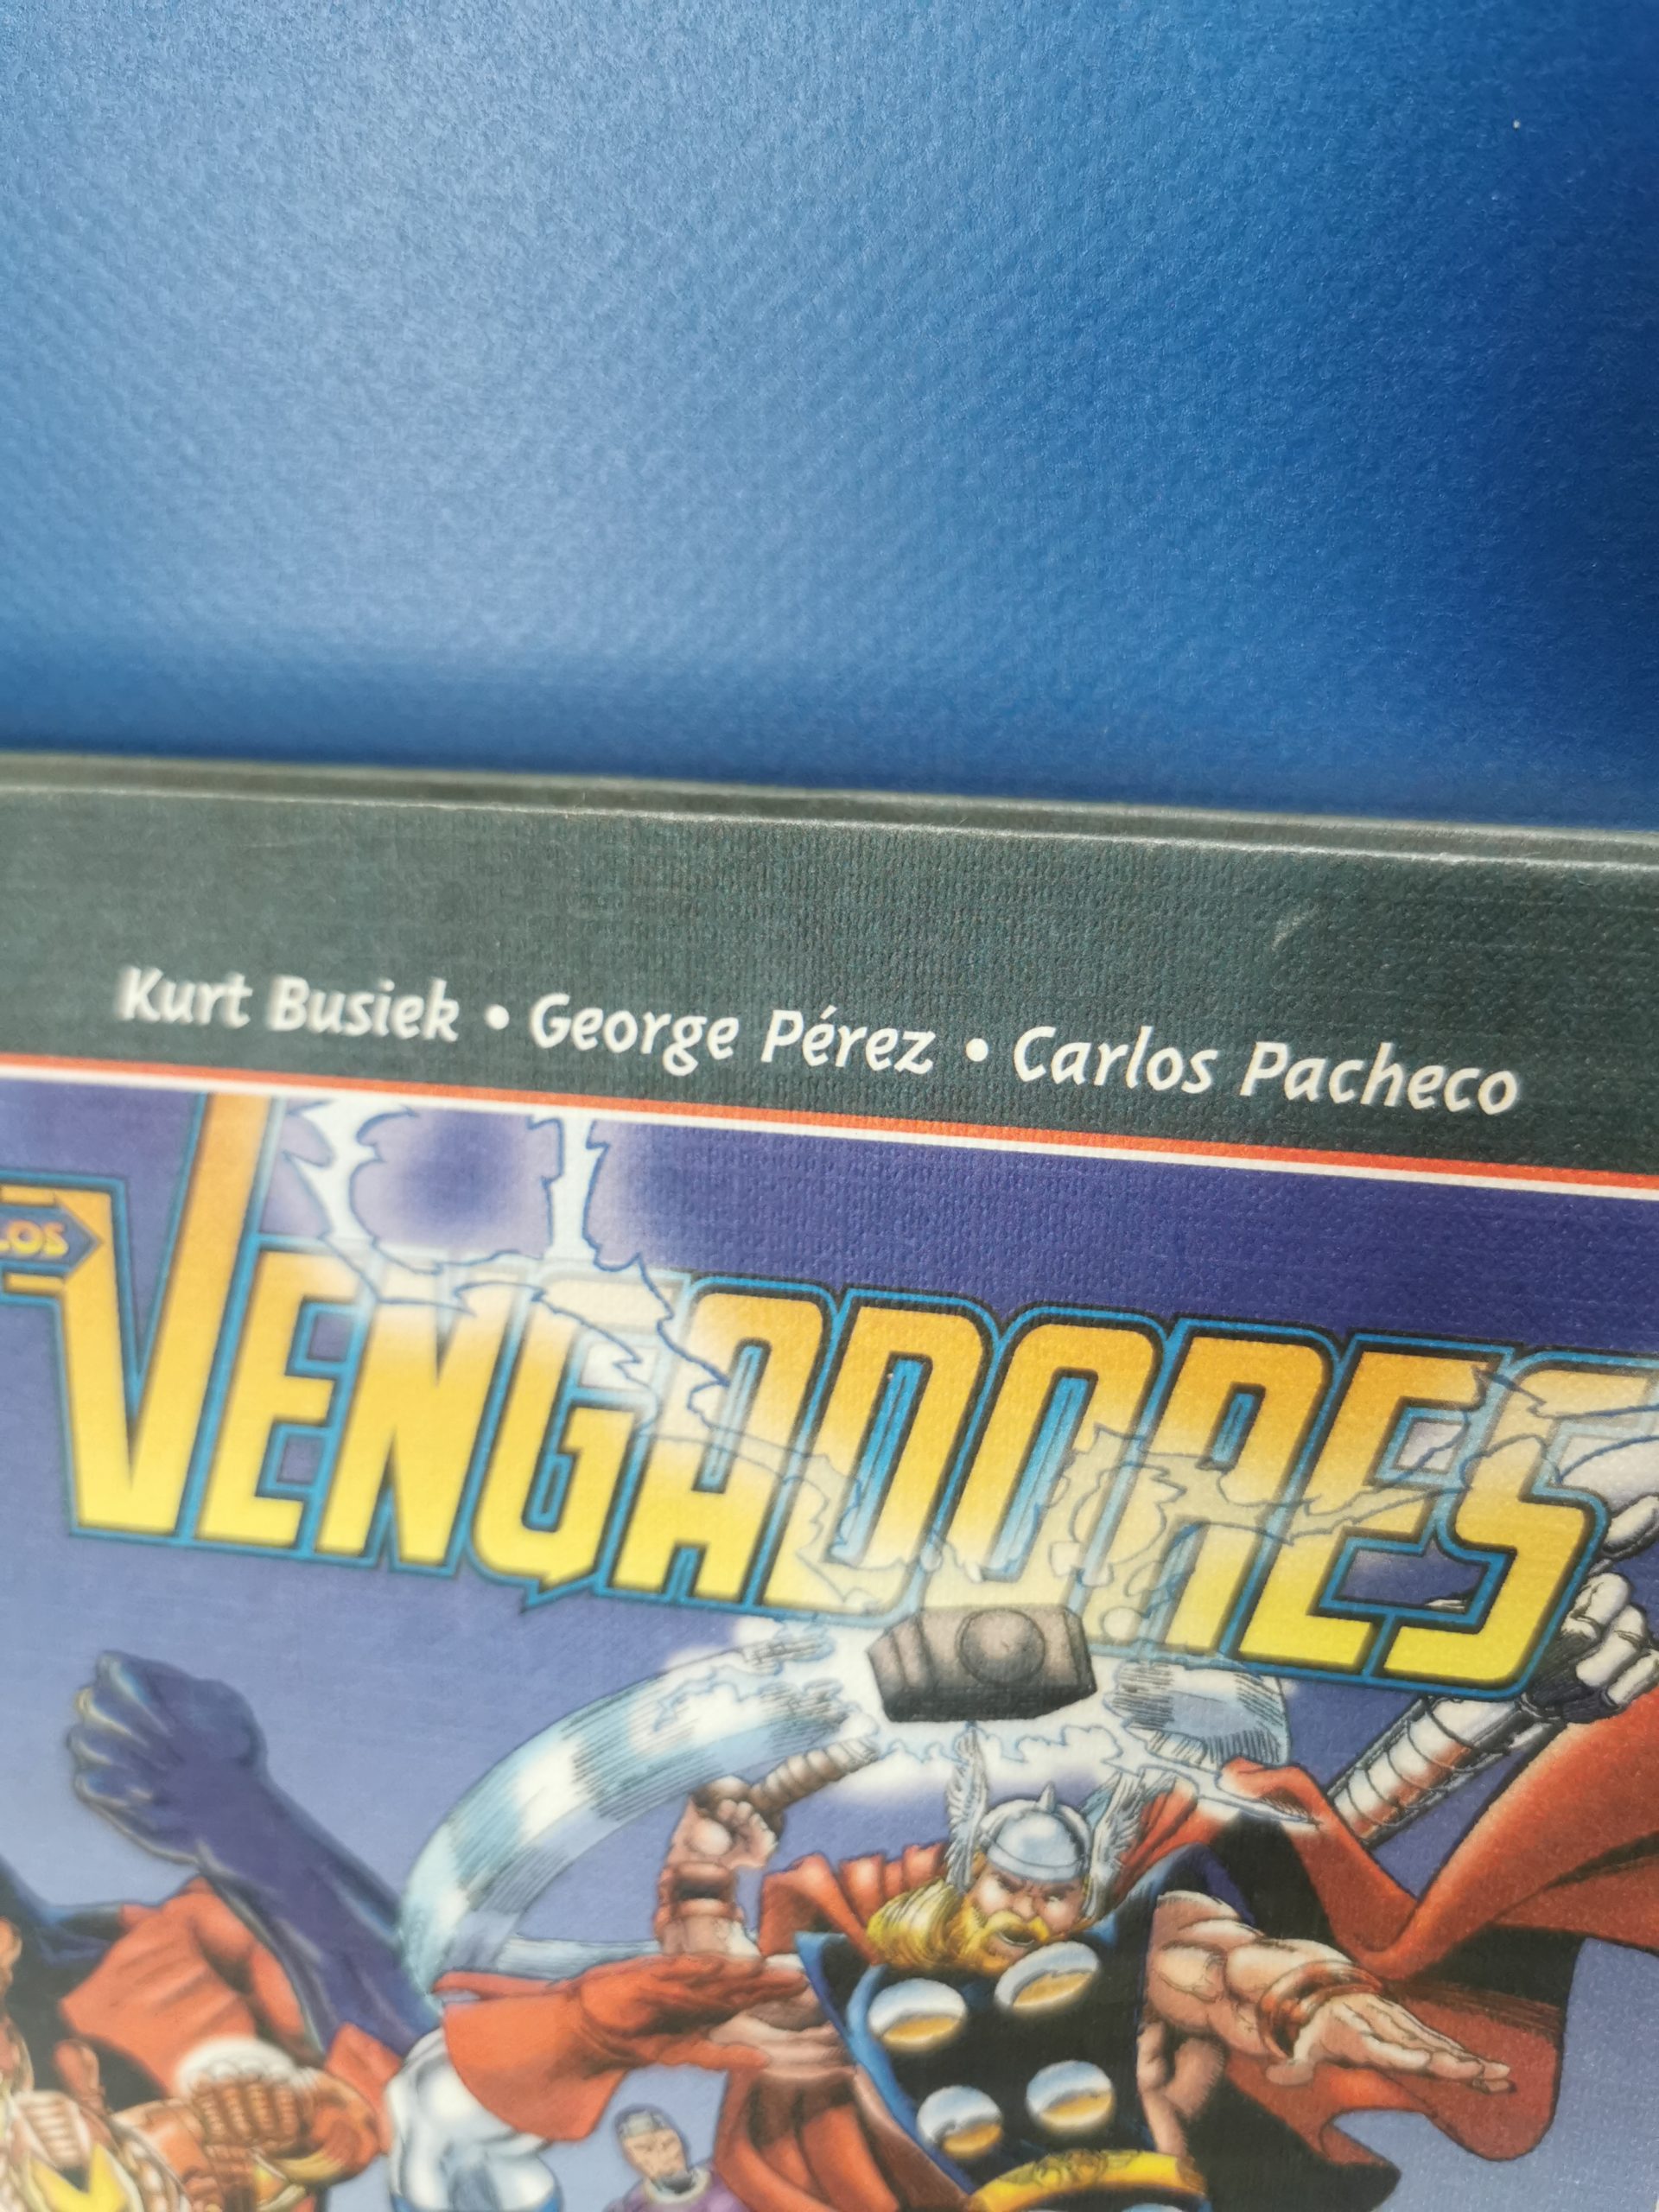 Kurt Busiek • George Pérez • Carlos Pacheco
LOS
VENGADORES